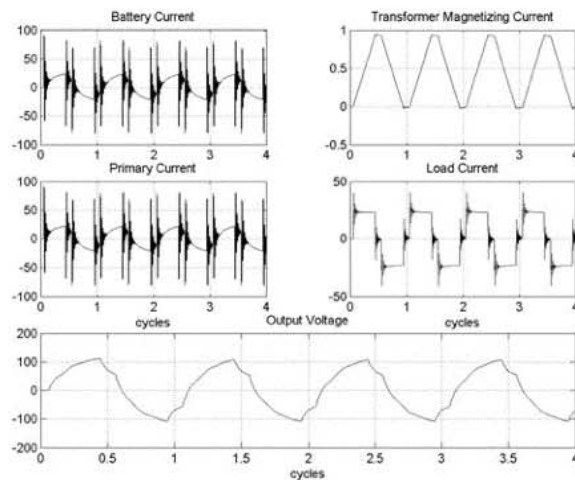 Battery Current
Transformer Magnetizing Current
100
50
0
-50
-100
0 1 2 3 4
1
0.5
0
-0.5
0 1 2 3 4
Primary Current
Load Current
100
50
0
-50
-100
0 1 2 3 4
cycles
50
0
-50
0 1 2 3 4
cycles
Output Voltage
200
100
0
-100
-200
0 0.5 1 1.5 2 2.5 3 3.5 4
cycles